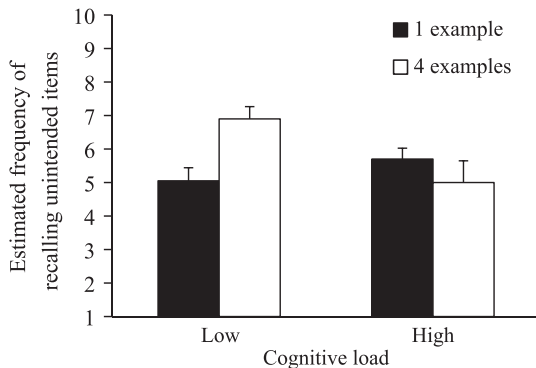 10
9
8
7
6
5
4
3
2
1
Estimated frequency of
recalling unintended items
1 example
4 examples
Low
High
Cognitive load